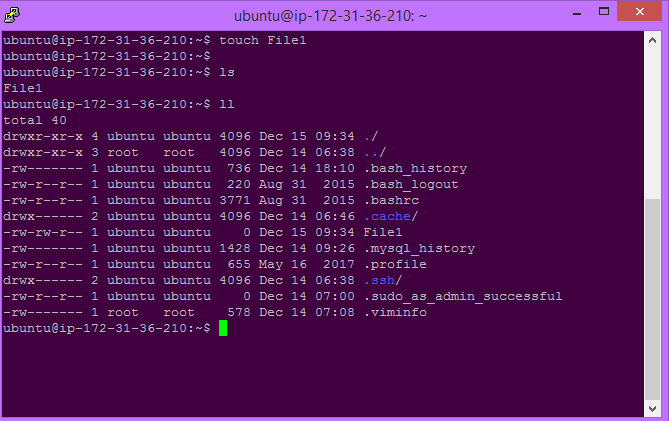 ubuntu@ip-172-31-36-210: ~
ubuntu@ip-172-31-36-210:~$ touch File1
ubuntu@ip-172-31-36-210:~$
ubuntu@ip-172-31-36-210:~$ ls
File1
ubuntu@ip-172-31-36-210:~$ ll
total 40
drwxr-xr-x 4 ubuntu ubuntu 4096 Dec 15 09:34 ./
drwxr-xr-x 3 root   root   4096 Dec 14 06:38 ../
-rw------- 1 ubuntu ubuntu  736 Dec 14 18:10 .bash_history
-rw-r--r-- 1 ubuntu ubuntu  220 Aug 31  2015 .bash_logout
-rw-r--r-- 1 ubuntu ubuntu 3771 Aug 31  2015 .bashrc
drwx------ 2 ubuntu ubuntu 4096 Dec 14 06:46 .cache/
-rw-rw-r-- 1 ubuntu ubuntu    0 Dec 15 09:34 File1
-rw------- 1 ubuntu ubuntu 1428 Dec 14 09:26 .mysql_history
-rw-r--r-- 1 ubuntu ubuntu  655 May 16  2017 .profile
drwx------ 2 ubuntu ubuntu 4096 Dec 14 06:38 .ssh/
-rw-r--r-- 1 ubuntu ubuntu    0 Dec 14 07:00 .sudo_as_admin_successful
-rw------- 1 root   root    578 Dec 14 07:08 .viminfo
ubuntu@ip-172-31-36-210:~$